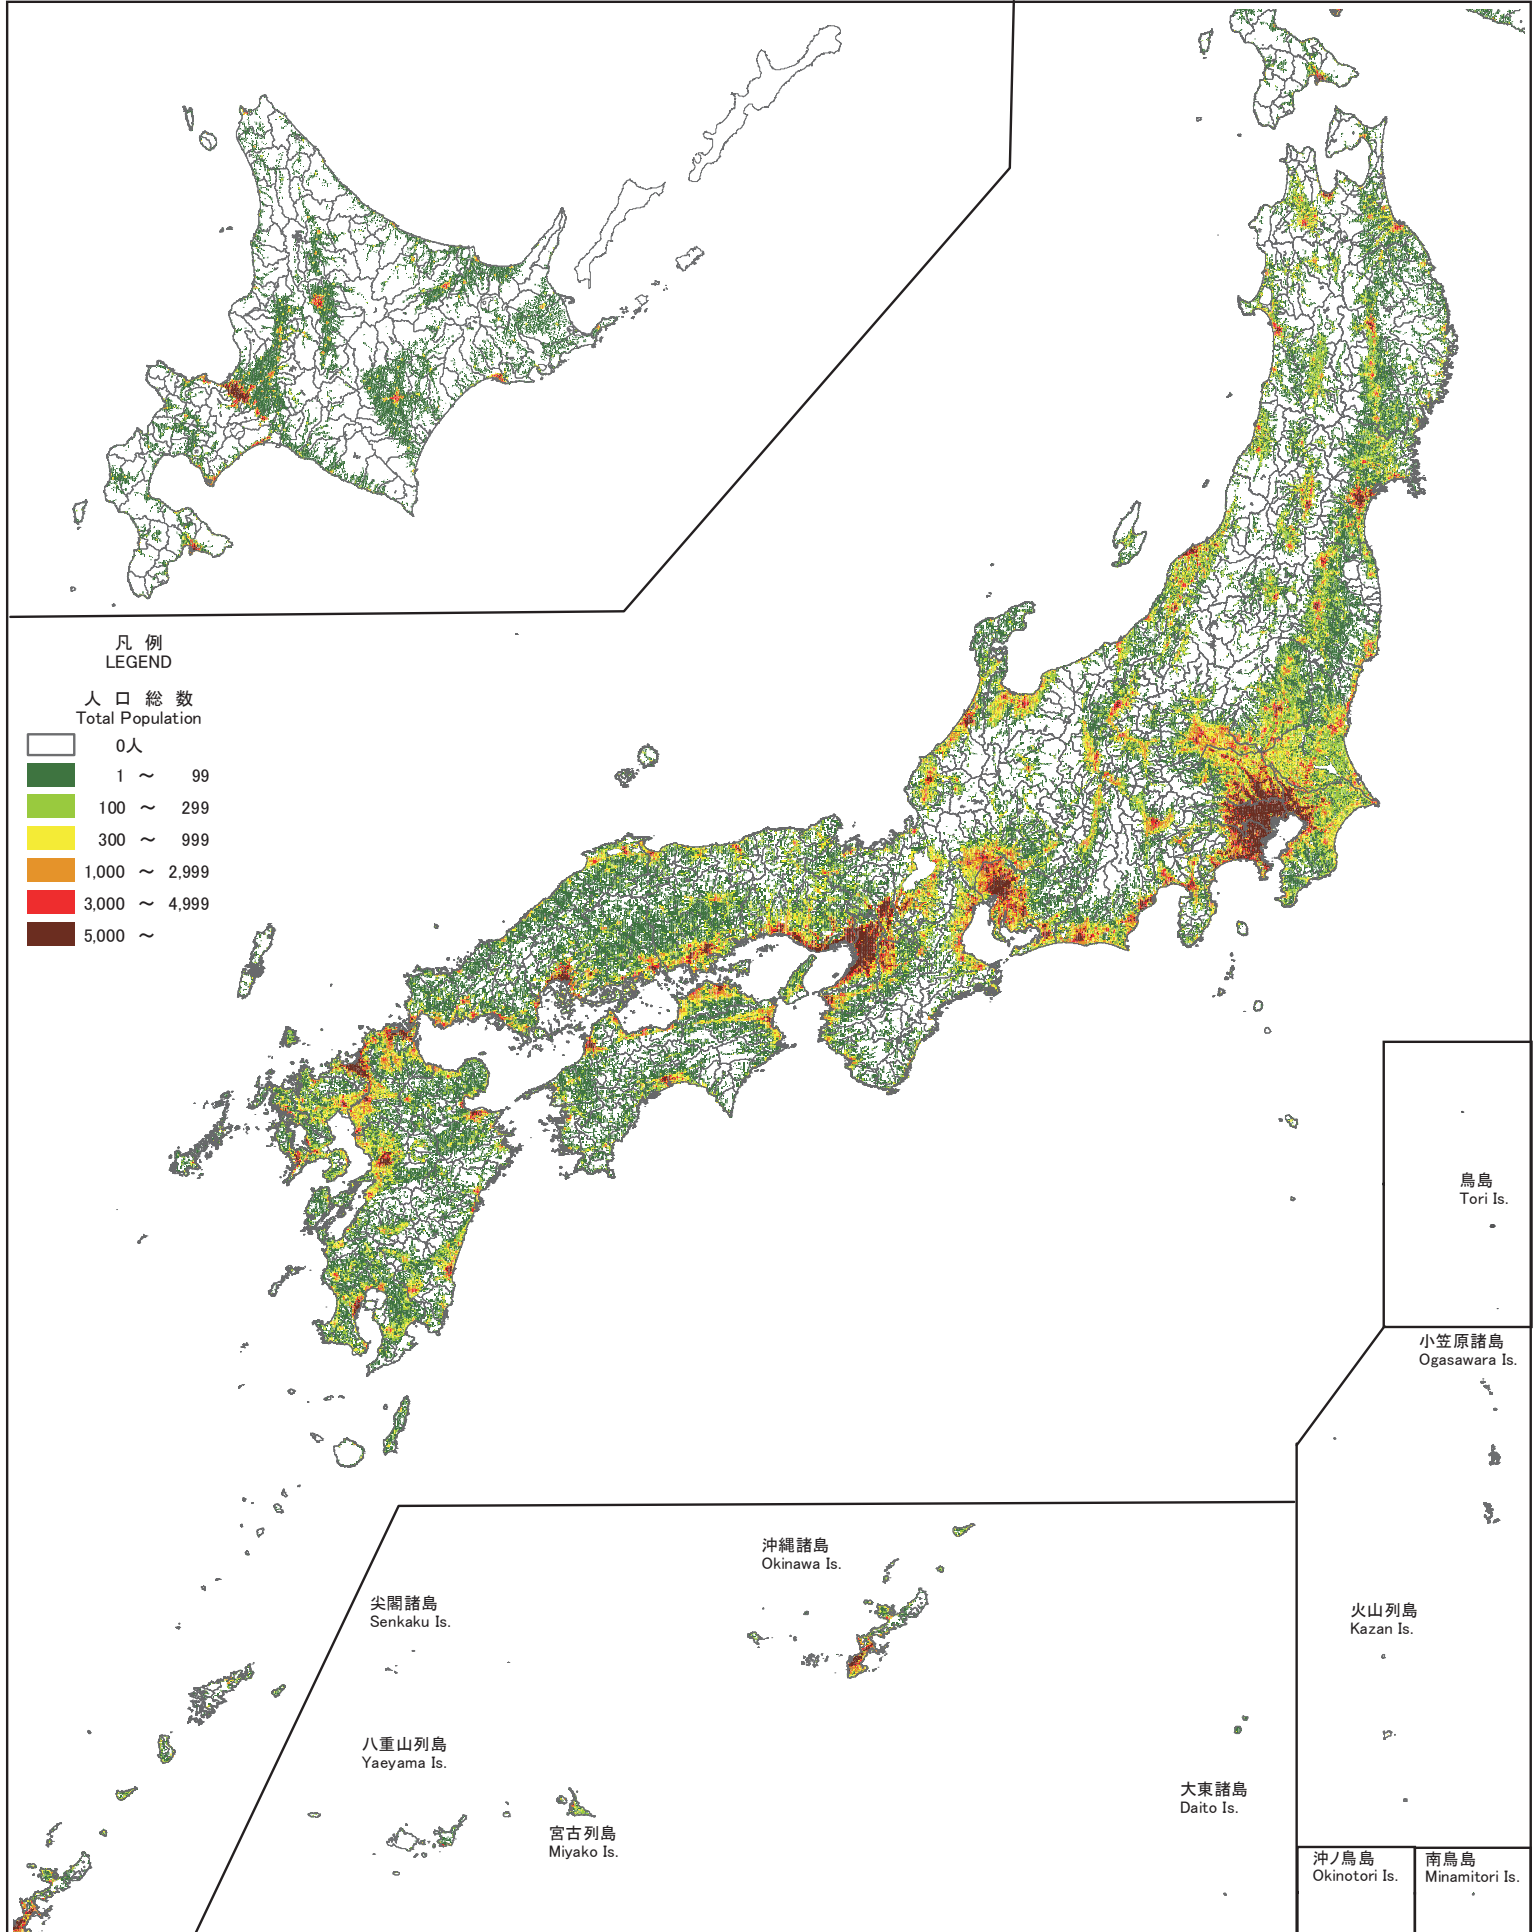 凡 例
LEGEND
人 口 総 数
Total Population
0人
1 ～ 99
100 ～ 299
300 ～ 999
1,000 ～ 2,999
3,000 ～ 4,999
5,000 ～
鳥島
Tori Is.
小笠原諸島
Ogasawara Is.
沖縄諸島
Okinawa Is.
尖閣諸島
Senkaku Is.
火山列島
Kazan Is.
八重山列島
Yaeyama Is.
大東諸島
Daito Is.
宮古列島
Miyako Is.
沖ノ鳥島
Okinotori Is.
南鳥島
Minamitori Is.